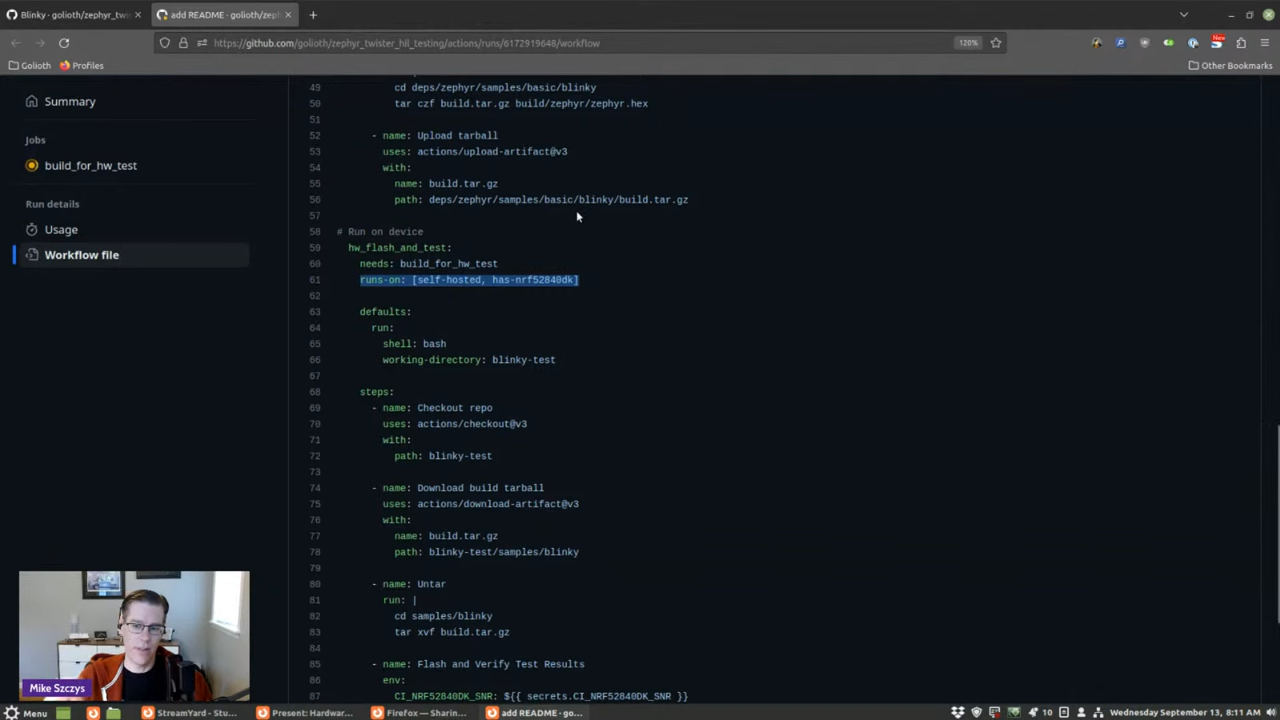 Blinky · golioth/zephyr_twi
add README · golioth/zep
https://github.com/golioth/zephyr_twister_hil_testing/actions/runs/6172919648/workflow
120%
New
Golioth
Profiles
Other Bookmarks
Summary
Jobs
build_for_hw_test
Run details
Usage
Workflow file
49 cd deps/zephyr/samples/basic/blinky
50 tar czf build.tar.gz build/zephyr/zephyr.hex
51
52 - name: Upload tarball
53 uses: actions/upload-artifact@v3
54 with:
55 name: build.tar.gz
56 path: deps/zephyr/samples/basic/blinky/build.tar.gz
57
58 # Run on device
59 hw_flash_and_test:
60 needs: build_for_hw_test
61 runs-on: [self-hosted, has-nrf52840dk]
62
63 defaults:
64 run:
65 shell: bash
66 working-directory: blinky-test
67
68 steps:
69 - name: Checkout repo
70 uses: actions/checkout@v3
71 with:
72 path: blinky-test
73
74 - name: Download build tarball
75 uses: actions/download-artifact@v3
76 with:
77 name: build.tar.gz
78 path: blinky-test/samples/blinky
79
80 - name: Untar
81 run: |
82 cd samples/blinky
83 tar xvf build.tar.gz
84
85 - name: Flash and Verify Test Results
86 env:
87 CI_NRF52840DK_SNR: ${{ secrets.CI_NRF52840DK_SNR }}
Mike Szczys
Menu
StreamYard - Stu...
Present: Hardwar...
Firefox — Sharin...
add README · go...
10
Wednesday September 13, 8:11 AM